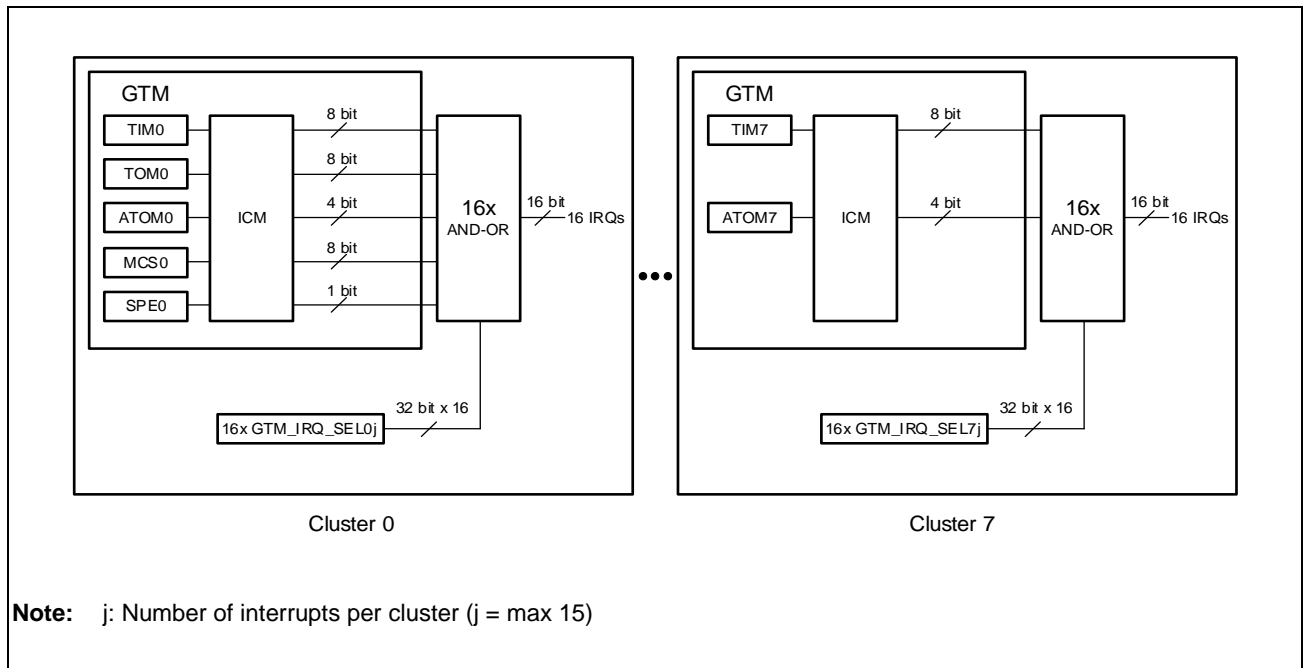 GTM
TIM0
TOM0
ATOM0
MCS0
SPE0
ICM
8 bit
8 bit
4 bit
8 bit
1 bit
16x
AND-OR
16 bit
16 IRQs
16x GTM_IRQ_SEL0j
32 bit x 16
Cluster 0
•••
GTM
TIM7
ATOM7
ICM
8 bit
4 bit
16x
AND-OR
16 bit
16 IRQs
16x GTM_IRQ_SEL7j
32 bit x 16
Cluster 7
Note: j: Number of interrupts per cluster (j = max 15)